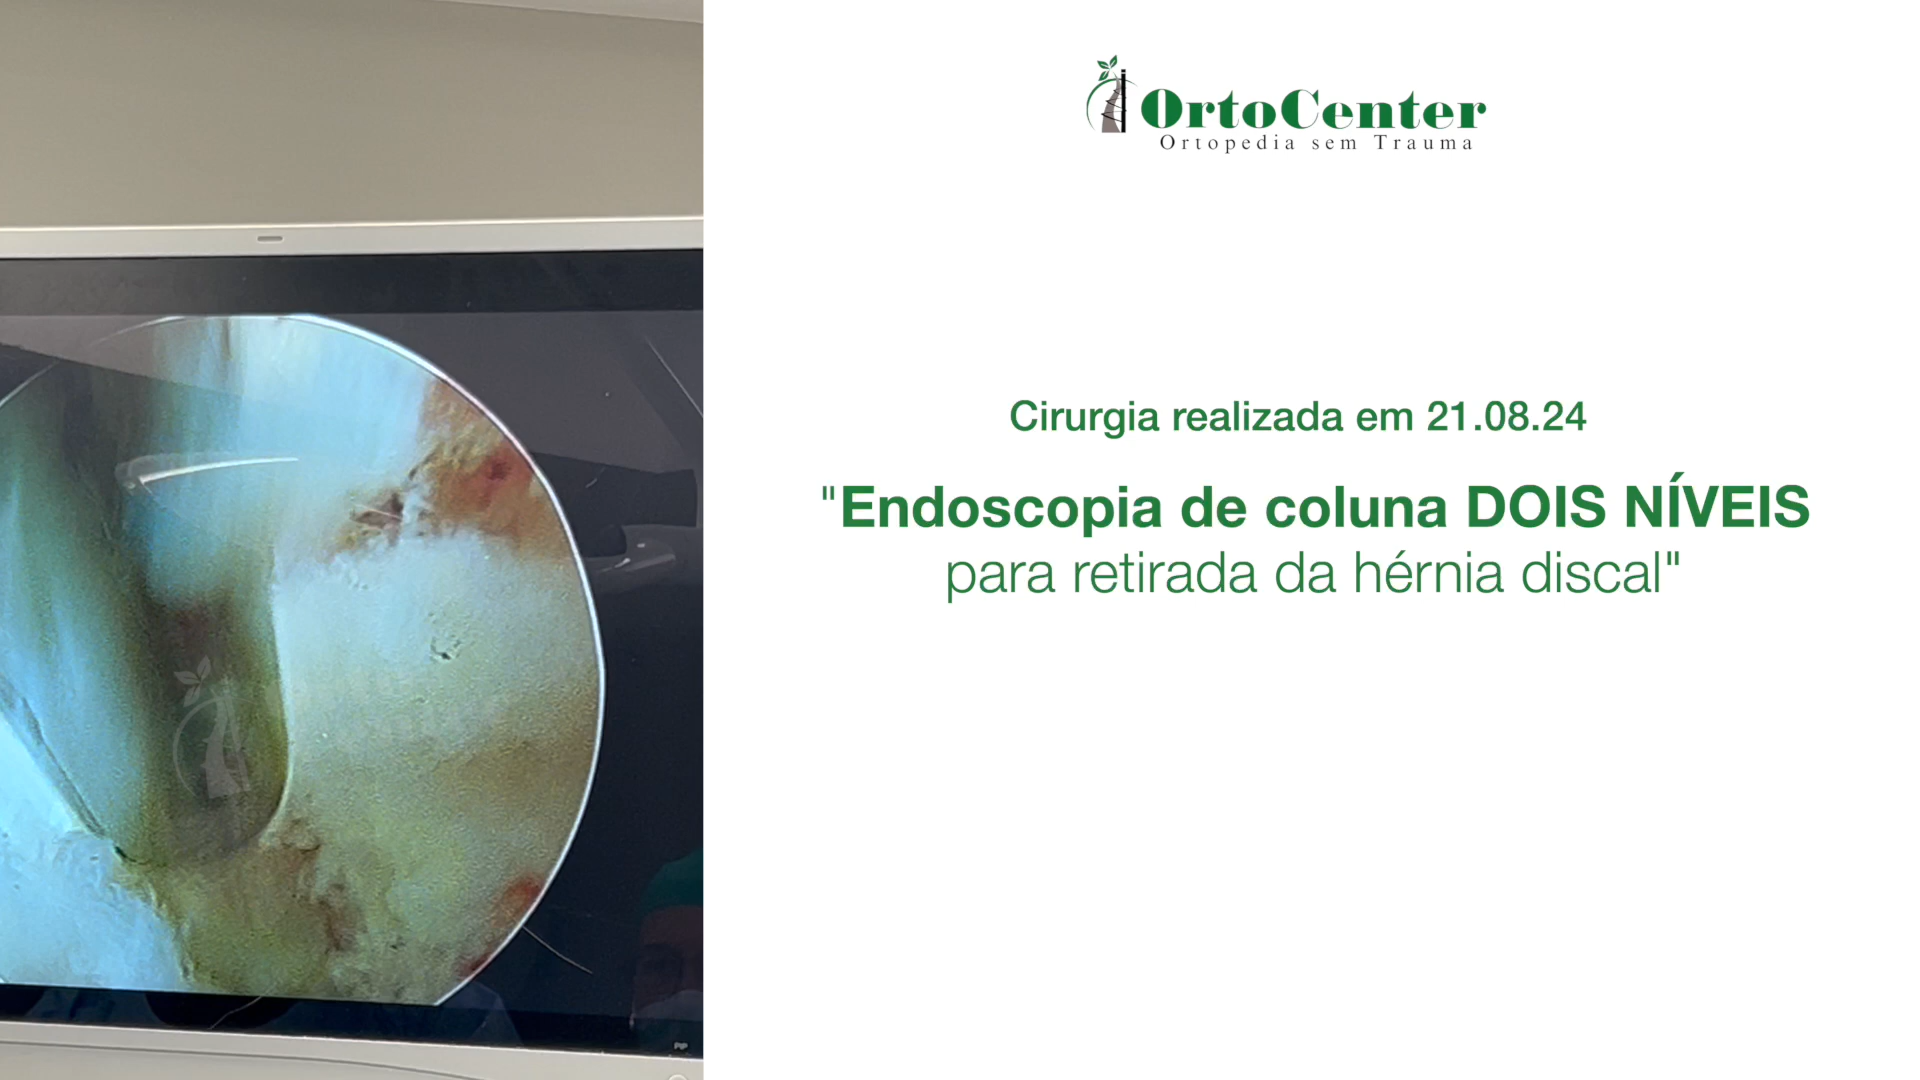 OrtoCenter
Ortopedia sem Trauma
Cirurgia realizada em 21.08.24
"Endoscopia de coluna DOIS NÍVEIS
para retirada da hérnia discal"
PIP